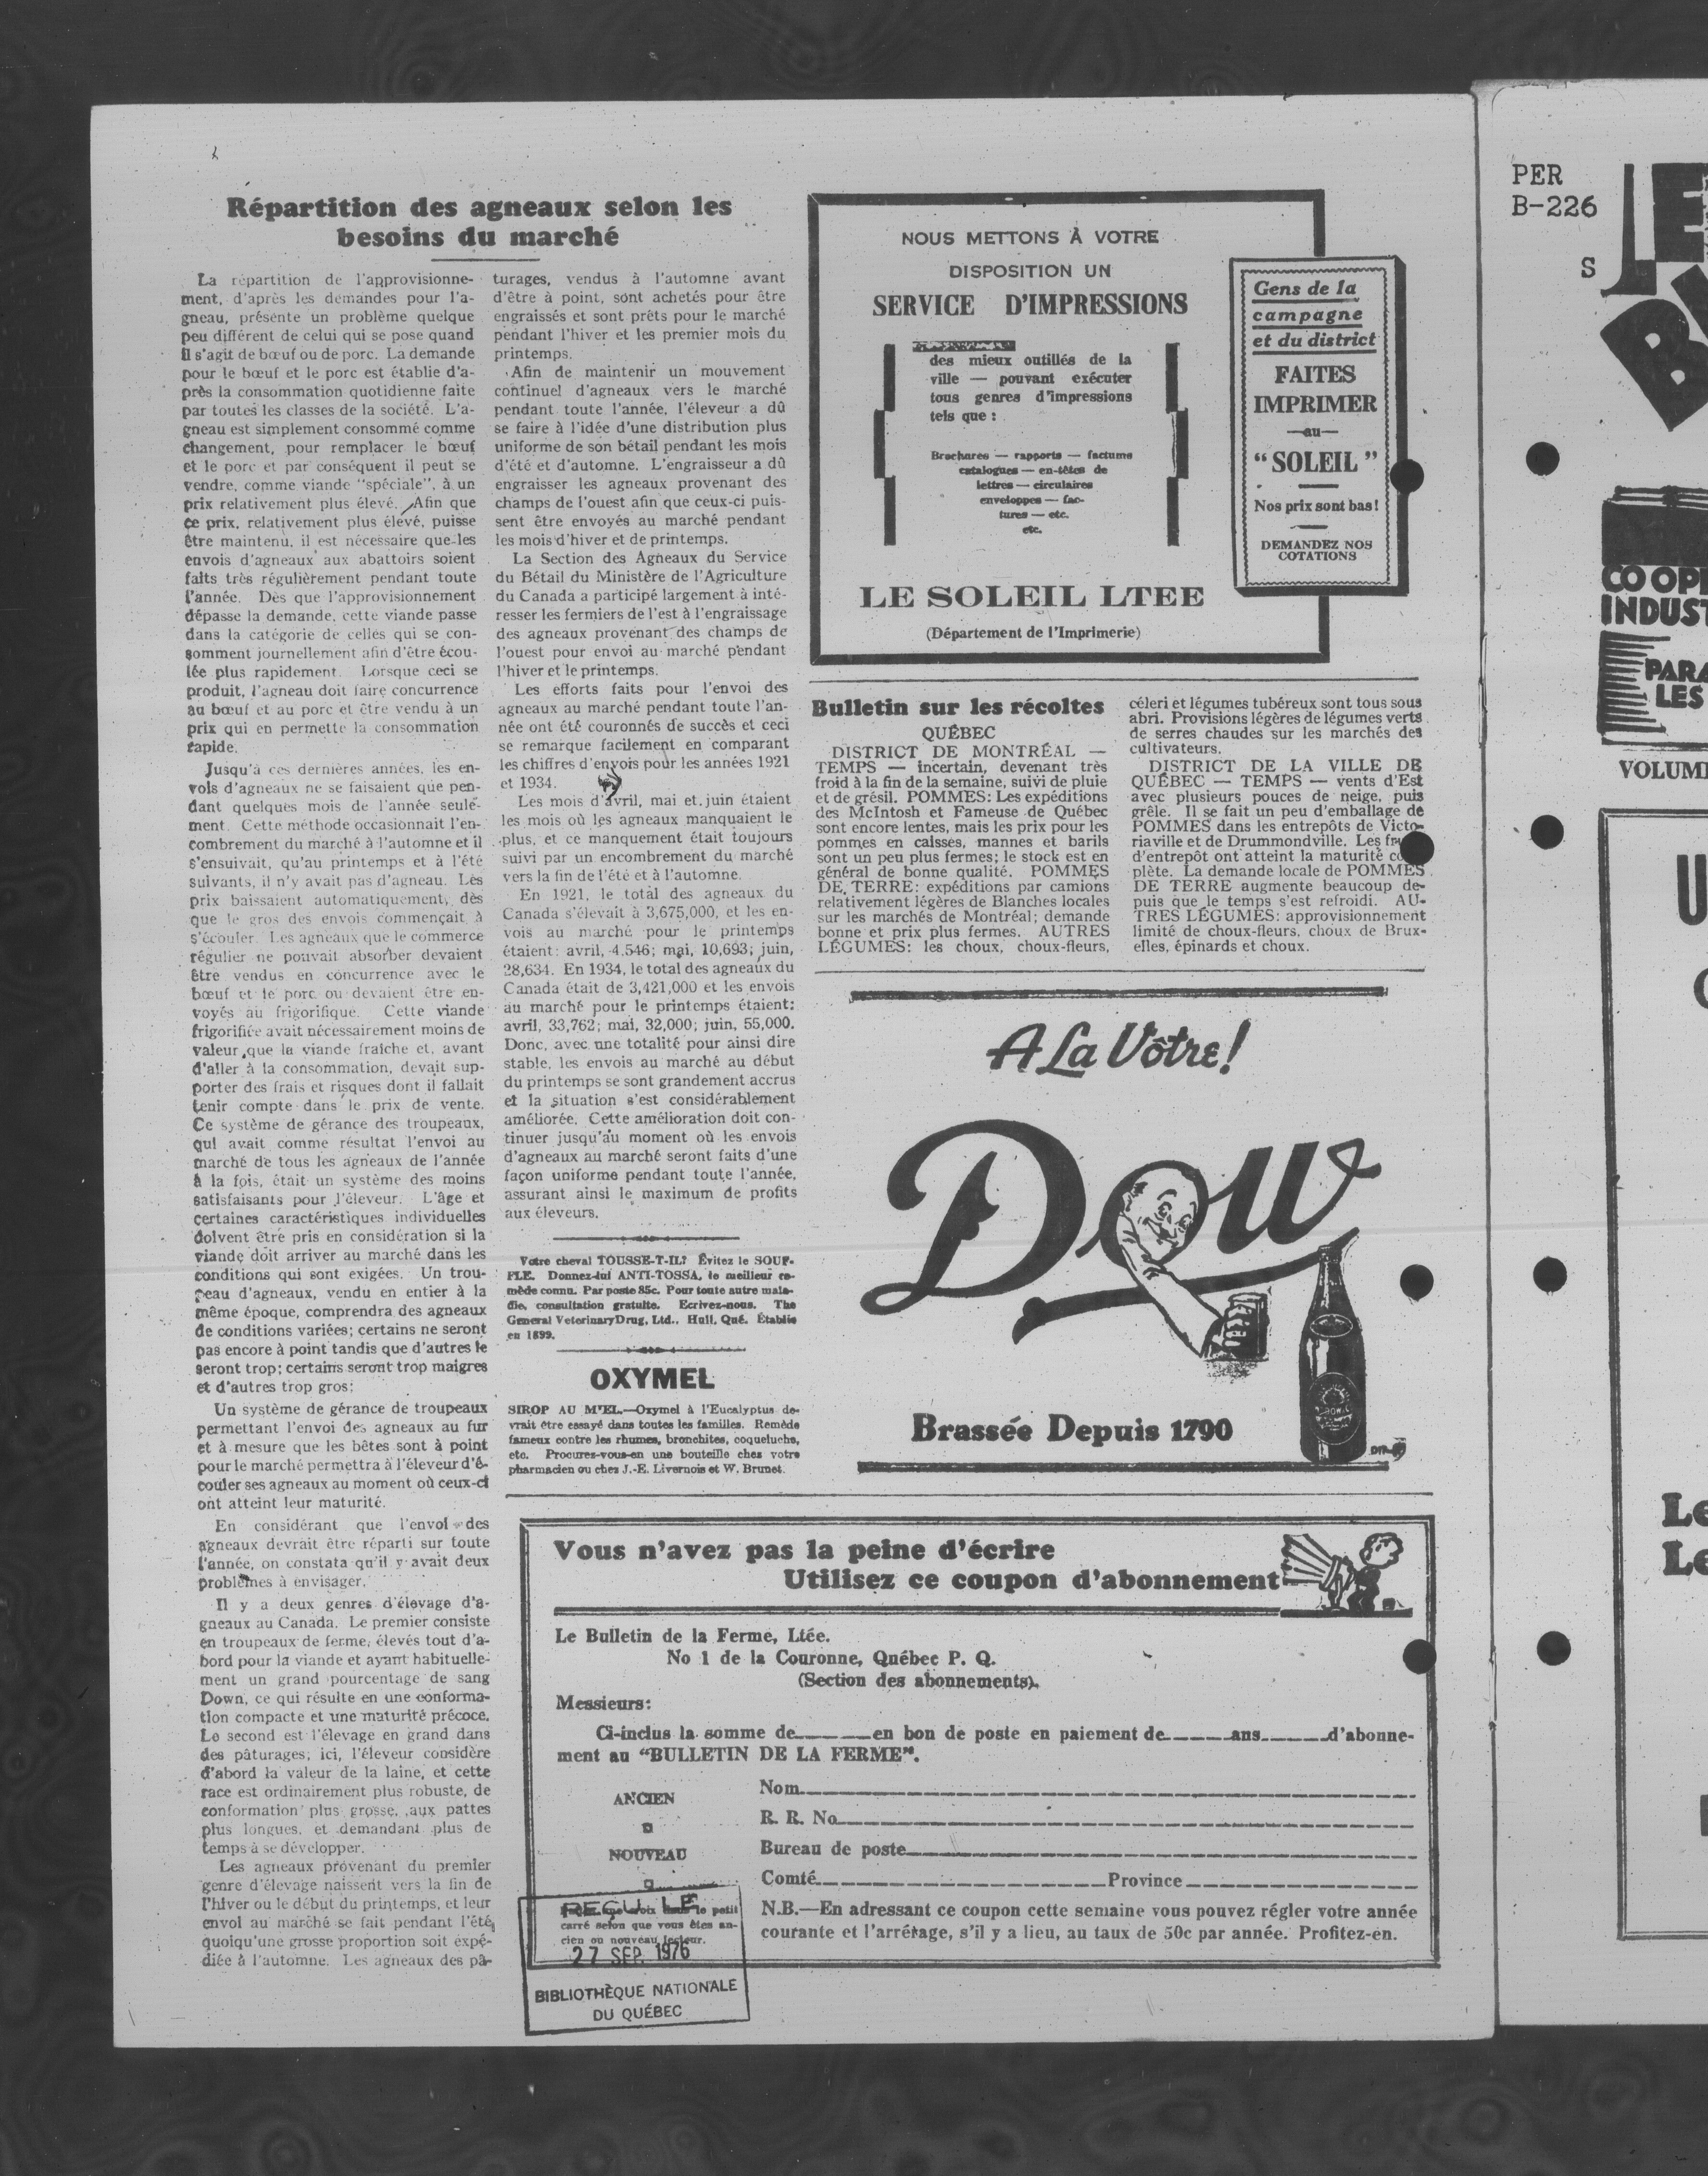 Répartition des agneaux selon les
besoins du marché
La répartition de l'approvisionne-
ment, d'après les demandes pour l'a-
gneau, présente un problème quelque
peu différent de celui qui se pose quand
Il s'agit de bœuf ou de porc. La demande
pour le bœuf et le porc est établie d'a-
près la consommation quotidienne faite
par toutes les classes de la société. L'a-
gneau est simplement consommé comme
changement, pour remplacer le bœuf
et le porc et par conséquent il peut se
vendre, comme viande "spéciale", à un
prix relativement plus élevé. Afin que
ce prix, relativement plus élevé, puisse
être maintenu, il est nécessaire que les
envois d'agneaux aux abattoirs soient
faits très régulièrement pendant toute
l'année. Dès que l'approvisionnement
dépasse la demande, cette viande passe
dans la catégorie de celles qui se con-
somment journellement afin d'être écou-
lée plus rapidement. Lorsque ceci se
produit, l'agneau doit faire concurrence
au bœuf et au porc et être vendu à un
prix qui en permette la consommation
rapide.
Jusqu'à ces dernières années, les en-
vois d'agneaux ne se faisaient que pen-
dant quelques mois de l'année seule-
ment. Cette méthode occasionnait l'en-
combrement du marché à l'automne et il
s'ensuivait, qu'au printemps et à l'été
suivants, il n'y avait pas d'agneau. Les
prix baissaient automatiquement, dès
que le gros des envois commençait à
s'écouler. Les agneaux que le commerce
régulier ne pouvait absorber devaient
être vendus en concurrence avec le
bœuf et le porc ou devaient être en-
voyés au frigorifique. Cette viande
frigorifiée avait nécessairement moins de
valeur que la viande fraîche et, avant
d'aller à la consommation, devait sup-
porter des frais et risques dont il fallait
tenir compte dans le prix de vente.
Ce système de gérance des troupeaux,
qui avait comme résultat l'envoi au
marché de tous les agneaux de l'année
à la fois, était un système des moins
satisfaisants pour l'éleveur. L'âge et
certaines caractéristiques individuelles
doivent être pris en considération si la
viande doit arriver au marché dans les
conditions qui sont exigées. Un trou-
peau d'agneaux, vendu en entier à la
même époque, comprendra des agneaux
de conditions variées; certains ne seront
pas encore à point tandis que d'autres le
seront trop; certains seront trop maigres
et d'autres trop gros;
Un système de gérance de troupeaux
permettant l'envoi des agneaux au fur
et à mesure que les bêtes sont à point
pour le marché permettra à l'éleveur d'é-
couler ses agneaux au moment où ceux-ci
ont atteint leur maturité.
En considérant que l'envoi des
agneaux devrait être réparti sur toute
l'année, on constata qu'il y avait deux
problèmes à envisager.
Il y a deux genres d'élevage d'a-
gneaux au Canada. Le premier consiste
en troupeaux de ferme, élevés tout d'a-
bord pour la viande et ayant habituelle-
ment un grand pourcentage de sang
Down, ce qui résulte en une conforma-
tion compacte et une maturité précoce.
Le second est l'élevage en grand dans
des pâturages; ici, l'éleveur considère
d'abord la valeur de la laine, et cette
race est ordinairement plus robuste, de
conformation plus grosse, aux pattes
plus longues, et demandant plus de
temps à se développer.
Les agneaux provenant du premier
genre d'élevage naissent vers la fin de
l'hiver ou le début du printemps, et leur
envoi au marché se fait pendant l'été,
quoiqu'une grosse proportion soit expé-
diée à l'automne. Les agneaux des pâ-
turages, vendus à l'automne avant
d'être à point, sont achetés pour être
engraissés et sont prêts pour le marché
pendant l'hiver et les premier mois du
printemps.
Afin de maintenir un mouvement
continuel d'agneaux vers le marché
pendant toute l'année, l'éleveur a dû
se faire à l'idée d'une distribution plus
uniforme de son bétail pendant les mois
d'été et d'automne. L'engraisseur a dû
engraisser les agneaux provenant des
champs de l'ouest afin que ceux-ci puis-
sent être envoyés au marché pendant
les mois d'hiver et de printemps.
La Section des Agneaux du Service
du Bétail du Ministère de l'Agriculture
du Canada a participé largement à inté-
resser les fermiers de l'est à l'engraissage
des agneaux provenant des champs de
l'ouest pour envoi au marché pendant
l'hiver et le printemps.
Les efforts faits pour l'envoi des
agneaux au marché pendant toute l'an-
née ont été couronnés de succès et ceci
se remarque facilement en comparant
les chiffres d'envois pour les années 1921
et 1934.
Les mois d'avril, mai et juin étaient
les mois où les agneaux manquaient le
plus, et ce manquement était toujours
suivi par un encombrement du marché
vers la fin de l'été et à l'automne.
En 1921, le total des agneaux du
Canada s'élevait à 3,675,000, et les en-
vois au marché pour le printemps
étaient: avril, 4.546; mai, 10,693; juin,
28,634. En 1934, le total des agneaux du
Canada était de 3,421,000 et les envois
au marché pour le printemps étaient:
avril, 33,762; mai, 32,000; juin, 55,000.
Donc, avec une totalité pour ainsi dire
stable, les envois au marché au début
du printemps se sont grandement accrus
et la situation s'est considérablement
améliorée. Cette amélioration doit con-
tinuer jusqu'au moment où les envois
d'agneaux au marché seront faits d'une
façon uniforme pendant toute l'année,
assurant ainsi le maximum de profits
aux éleveurs.
Votre cheval TOUSSE-T-IL? Évitez le SOUF-
FLE. Donnez-lui ANTI-TOSSA, le meilleur re-
mède connu. Par poste 85c. Pour toute autre mala-
die, consultation gratuite. Ecrivez-nous. The
General Veterinary Drug, Ltd., Hull, Qué. Établie
en 1899.
OXYMEL
SIROP AU MIEL.—Oxymel à l'Eucalyptus de-
vrait être essayé dans toutes les familles. Remède
fameux contre les rhumes, bronchites, coqueluche,
etc. Procurez-vous-en une bouteille chez votre
pharmacien ou chez J.-E. Livernois et W. Brunet.
NOUS METTONS À VOTRE
DISPOSITION UN
SERVICE D'IMPRESSIONS
des mieux outillés de la
ville — pouvant exécuter
tous genres d'impressions
tels que :
Brochures — rapports — factums
catalogues — en-têtes de
lettres — circulaires
enveloppes — fac-
tures — etc.
etc.
LE SOLEIL LTEE
(Département de l'Imprimerie)
Gens de la
campagne
et du district
FAITES
IMPRIMER
—au—
"SOLEIL"
Nos prix sont bas!
DEMANDEZ NOS
COTATIONS
Bulletin sur les récoltes
QUÉBEC
DISTRICT DE MONTRÉAL —
TEMPS — incertain, devenant très
froid à la fin de la semaine, suivi de pluie
et de grésil. POMMES: Les expéditions
des McIntosh et Fameuse de Québec
sont encore lentes, mais les prix pour les
pommes en caisses, mannes et barils
sont un peu plus fermes; le stock est en
général de bonne qualité. POMMES
DE TERRE: expéditions par camions
relativement légères de Blanches locales
sur les marchés de Montréal; demande
bonne et prix plus fermes. AUTRES
LÉGUMES: les choux, choux-fleurs,
céleri et légumes tubéreux sont tous sous
abri. Provisions légères de légumes verts
de serres chaudes sur les marchés des
cultivateurs.
DISTRICT DE LA VILLE DE
QUÉBEC — TEMPS — vents d'Est
avec plusieurs pouces de neige, puis
grêle. Il se fait un peu d'emballage de
POMMES dans les entrepôts de Victo-
riaville et de Drummondville. Les
d'entrepôt ont atteint la maturité
plète. La demande locale de POMMES
DE TERRE augmente beaucoup de-
puis que le temps s'est refroidi. AU-
TRES LÉGUMES: approvisionnement
limité de choux-fleurs, choux de Brux-
elles, épinards et choux.
A La Vôtre!
Dow
Brassée Depuis 1790
Vous n'avez pas la peine d'écrire
Utilisez ce coupon d'abonnement
Le Bulletin de la Ferme, Ltée.
No 1 de la Couronne, Québec P. Q.
(Section des abonnements).
Messieurs:
Ci-inclus la somme de en bon de poste en paiement de ans d'abonne-
ment au "BULLETIN DE LA FERME".
ANCIEN
NOUVEAU
Nom
R. R. No
Bureau de poste
Comté Province
N.B.—En adressant ce coupon cette semaine vous pouvez régler votre année
courante et l'arrérage, s'il y a lieu, au taux de 50c par année. Profitez-en.
le petit
carré selon que vous êtes an-
cien ou nouveau lecteur.
REÇU LE
27 SEP. 1976
BIBLIOTHÈQUE NATIONALE
DU QUÉBEC
PER
B-226
S
COOPE
INDUST
PARA
LES
VOLUM
U
Le
Le